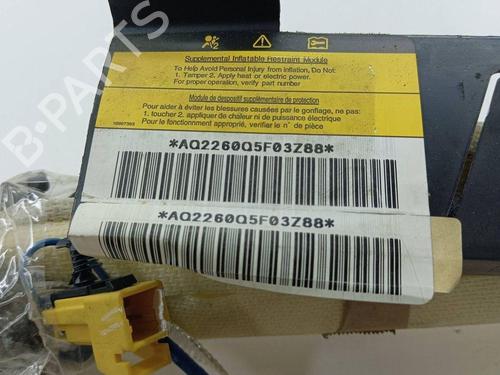 Supplemental Inflatable Restraint Module
To Help Avoid Personal Injury from inflation, Do Not:
1. Tamper 2. Apply heat or electric power.
For proper operation, verify part number
Module de dispositif supplémentaire de protection
Pour aider à éviter les blessures causées par le gonflage, ne pas:
1. toucher 2. appliquer de chaleur ni de puissance électrique
Pour le fonctionnement approprié, vérifier le n° de pièce
*AQ2260Q5F03Z88*
*AQ2260Q5F03Z88*
B-PARTS